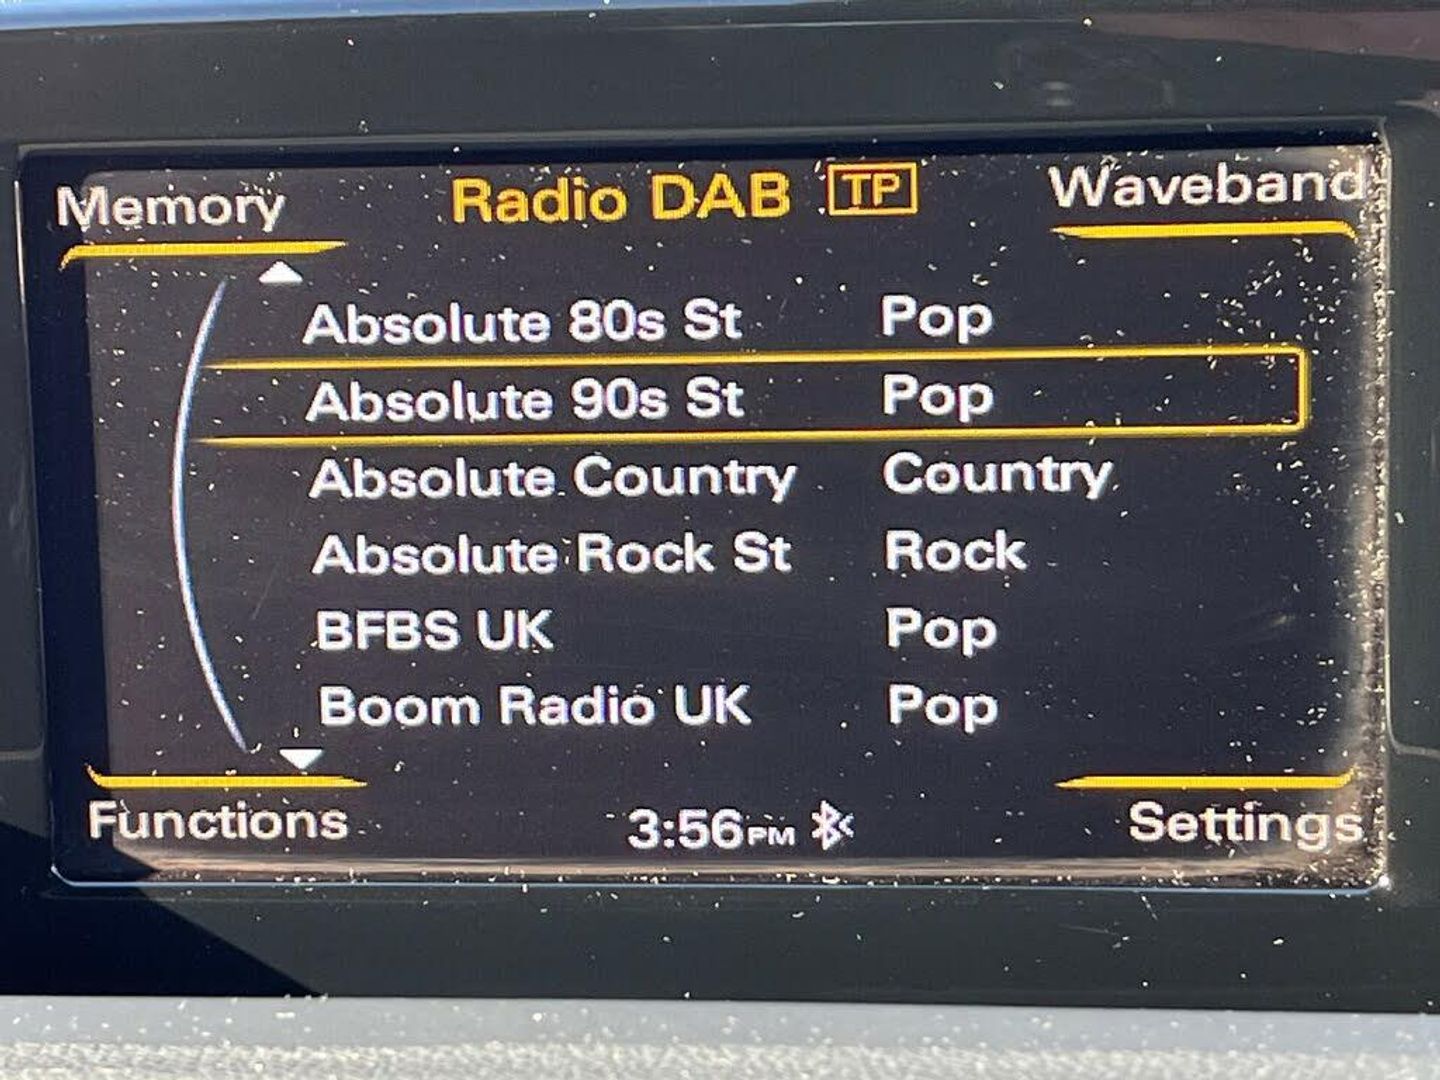 Memory Radio DAB TP Waveband
Absolute 80s St Pop
Absolute 90s St Pop
Absolute Country Country
Absolute Rock St Rock
BFBS UK Pop
Boom Radio UK Pop
Functions 3:56PM Settings